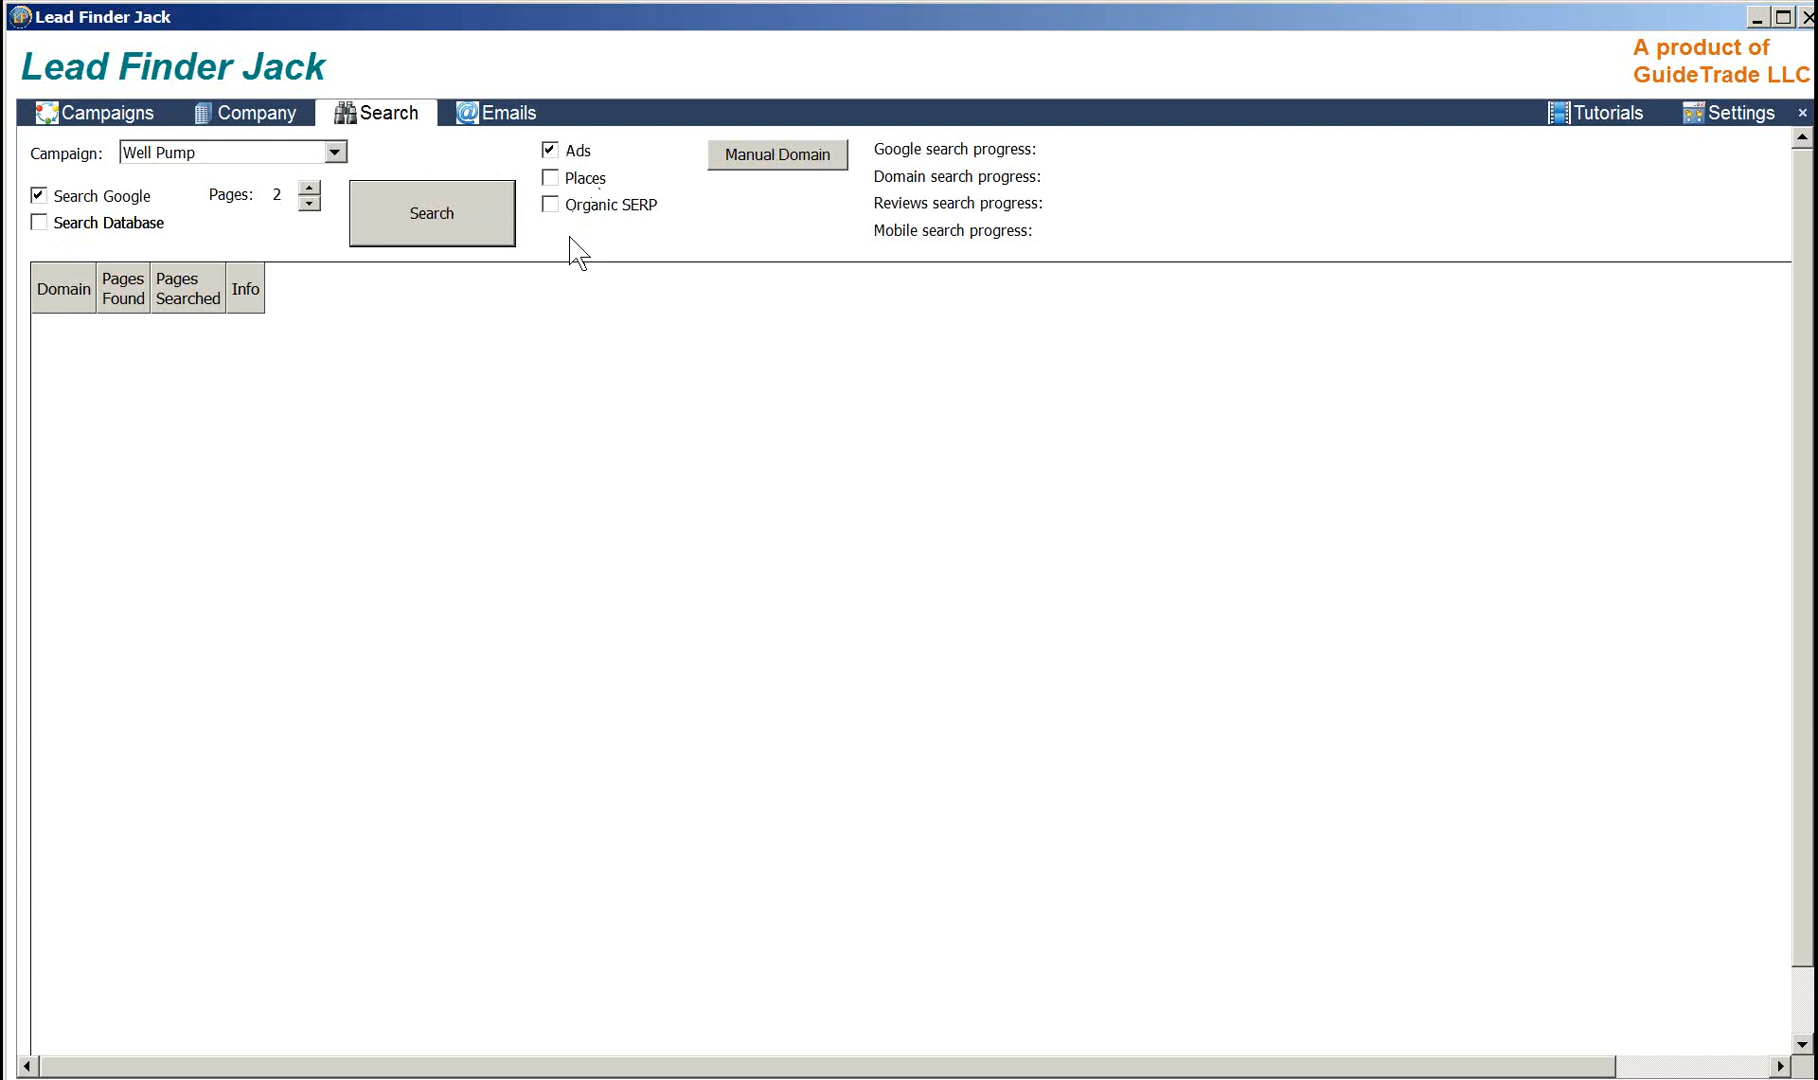 Lead Finder Jack
Lead Finder Jack
A product of
GuideTrade LLC
Campaigns Company Search Emails Tutorials Settings
Campaign: Well Pump
Search Google Pages: 2
Search Database
Search
Ads
Places
Organic SERP
Manual Domain
Google search progress:
Domain search progress:
Reviews search progress:
Mobile search progress:
Domain
Pages
Found
Pages
Searched
Info